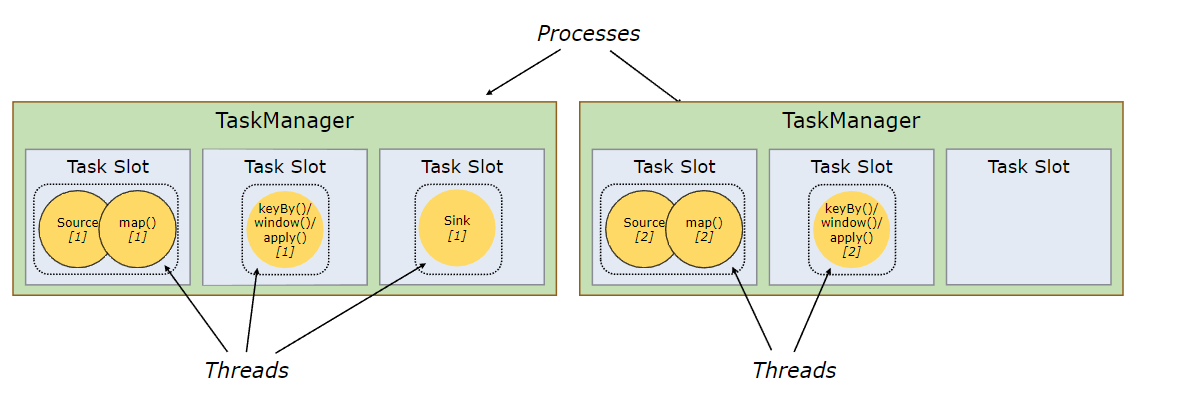 Processes
TaskManager
Task Slot
Source
[1]
map()
[1]
Task Slot
keyBy()/
window()/
apply()
[1]
Task Slot
Sink
[1]
Threads
TaskManager
Task Slot
Source
[2]
map()
[2]
Task Slot
keyBy()/
window()/
apply()
[2]
Task Slot
Threads